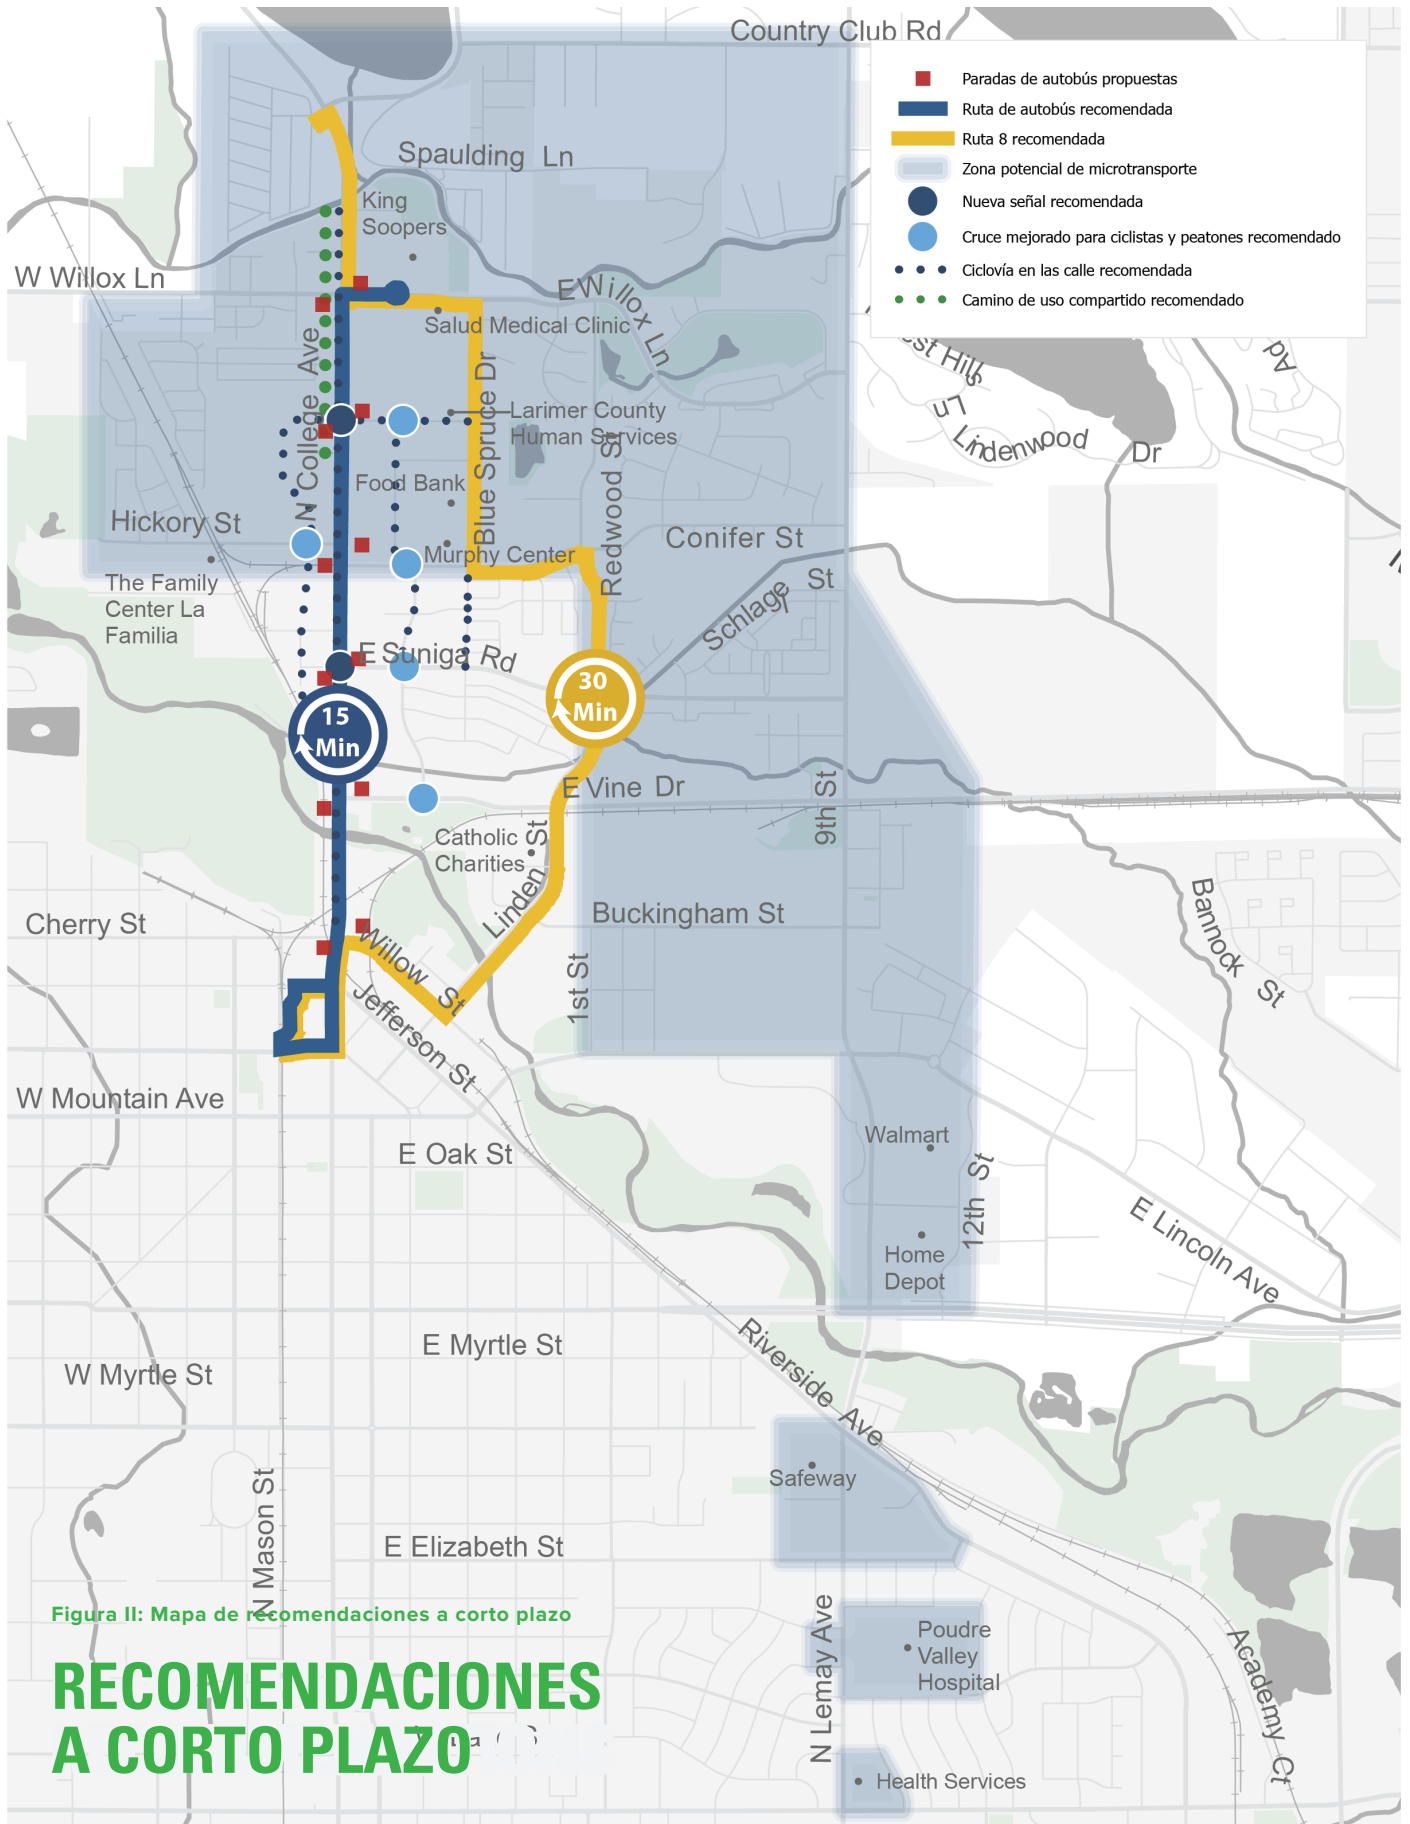 Country Club Rd
Paradas de autobús propuestas
Ruta de autobús recomendada
Ruta 8 recomendada
Zona potencial de microtransporte
Nueva señal recomendada
Cruce mejorado para ciclistas y peatones recomendado
Ciclovía en las calle recomendada
Camino de uso compartido recomendado
Spaulding Ln
King
Soopers
W Willox Ln
E Willox Ln
Salud Medical Clinic
N College Ave
Blue Spruce Dr
Larimer County
Human Services
Redwood St
Food Bank
Hickory St
Murphy Center
Conifer St
The Family
Center La
Familia
Schlagel St
E Suniga Rd
Lindenwood Dr
Ln
30
Min
15
Min
E Vine Dr
9th St
Catholic
Charities
Linden St
Cherry St
Buckingham St
Bannock St
Willow St
1st St
Jefferson St
W Mountain Ave
Walmart
E Oak St
12th St
E Lincoln Ave
Home
Depot
E Myrtle St
Riverside Ave
W Myrtle St
Safeway
N Mason St
E Elizabeth St
Figura II: Mapa de recomendaciones a corto plazo
N Lemay Ave
Poudre
Valley
Hospital
Academy Ct
RECOMENDACIONES
A CORTO PLAZO
Health Services